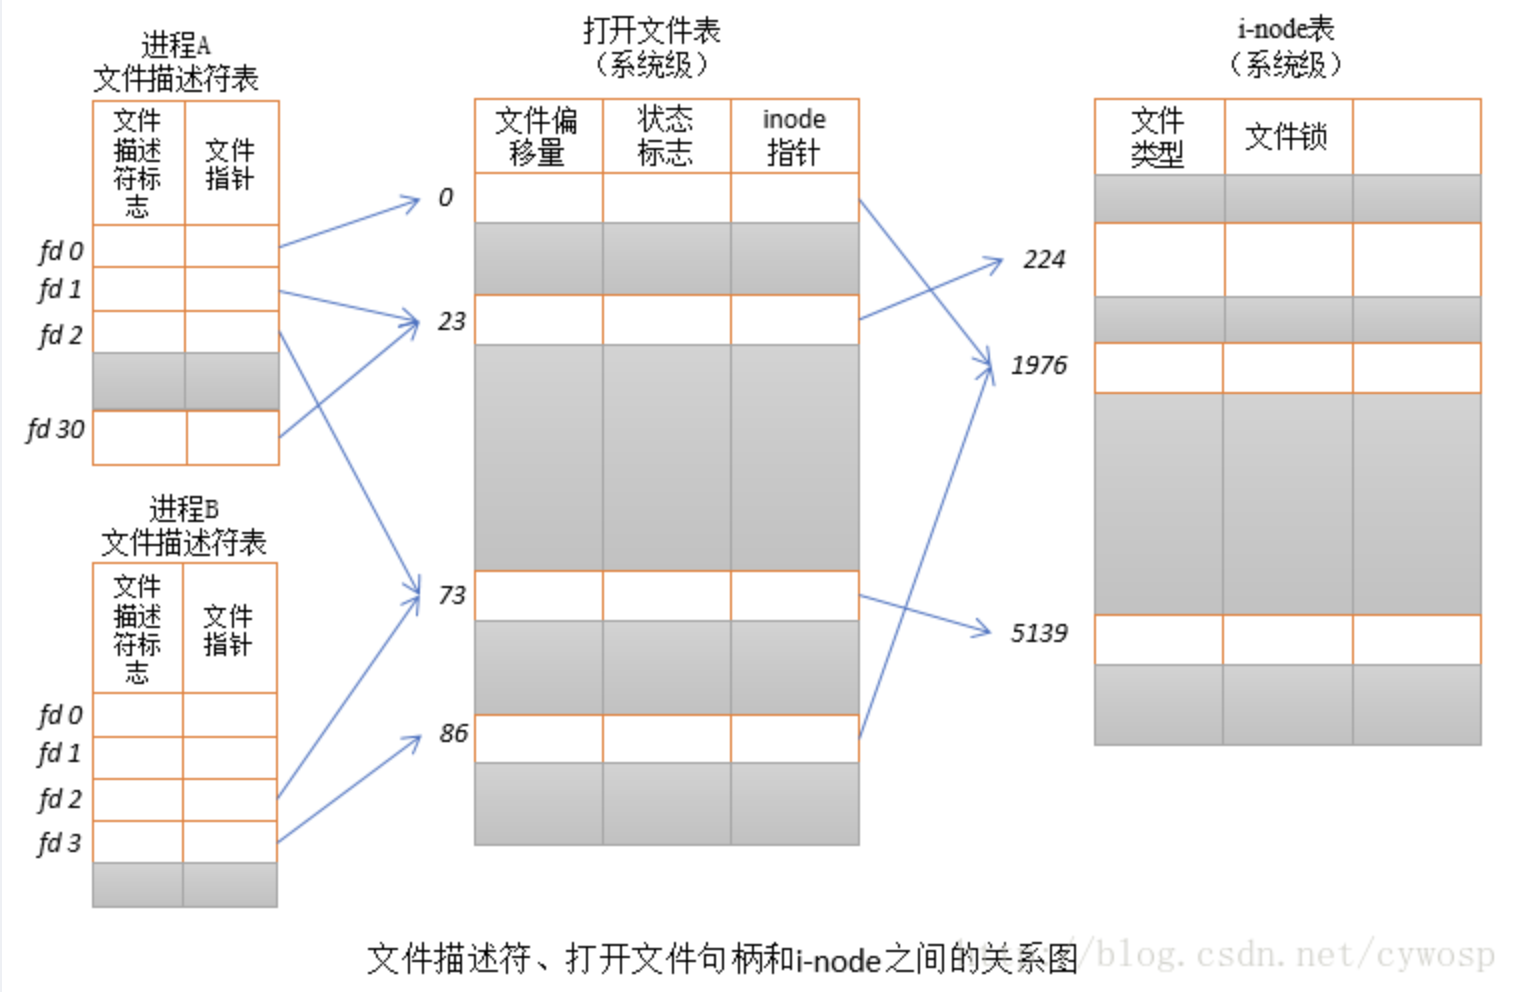 进程A
文件描述符表
文件
描述
符标
志
文件
指针
fd 0
fd 1
fd 2
fd 30
进程B
文件描述符表
文件
描述
符标
志
文件
指针
fd 0
fd 1
fd 2
fd 3
打开文件表
（系统级）
文件偏
移量
状态
标志
inode
指针
0
23
73
86
i-node表
（系统级）
文件
类型
文件锁
224
1976
5139
文件描述符、打开文件句柄和i-node之间的关系图
http://blog.csdn.net/cywosp